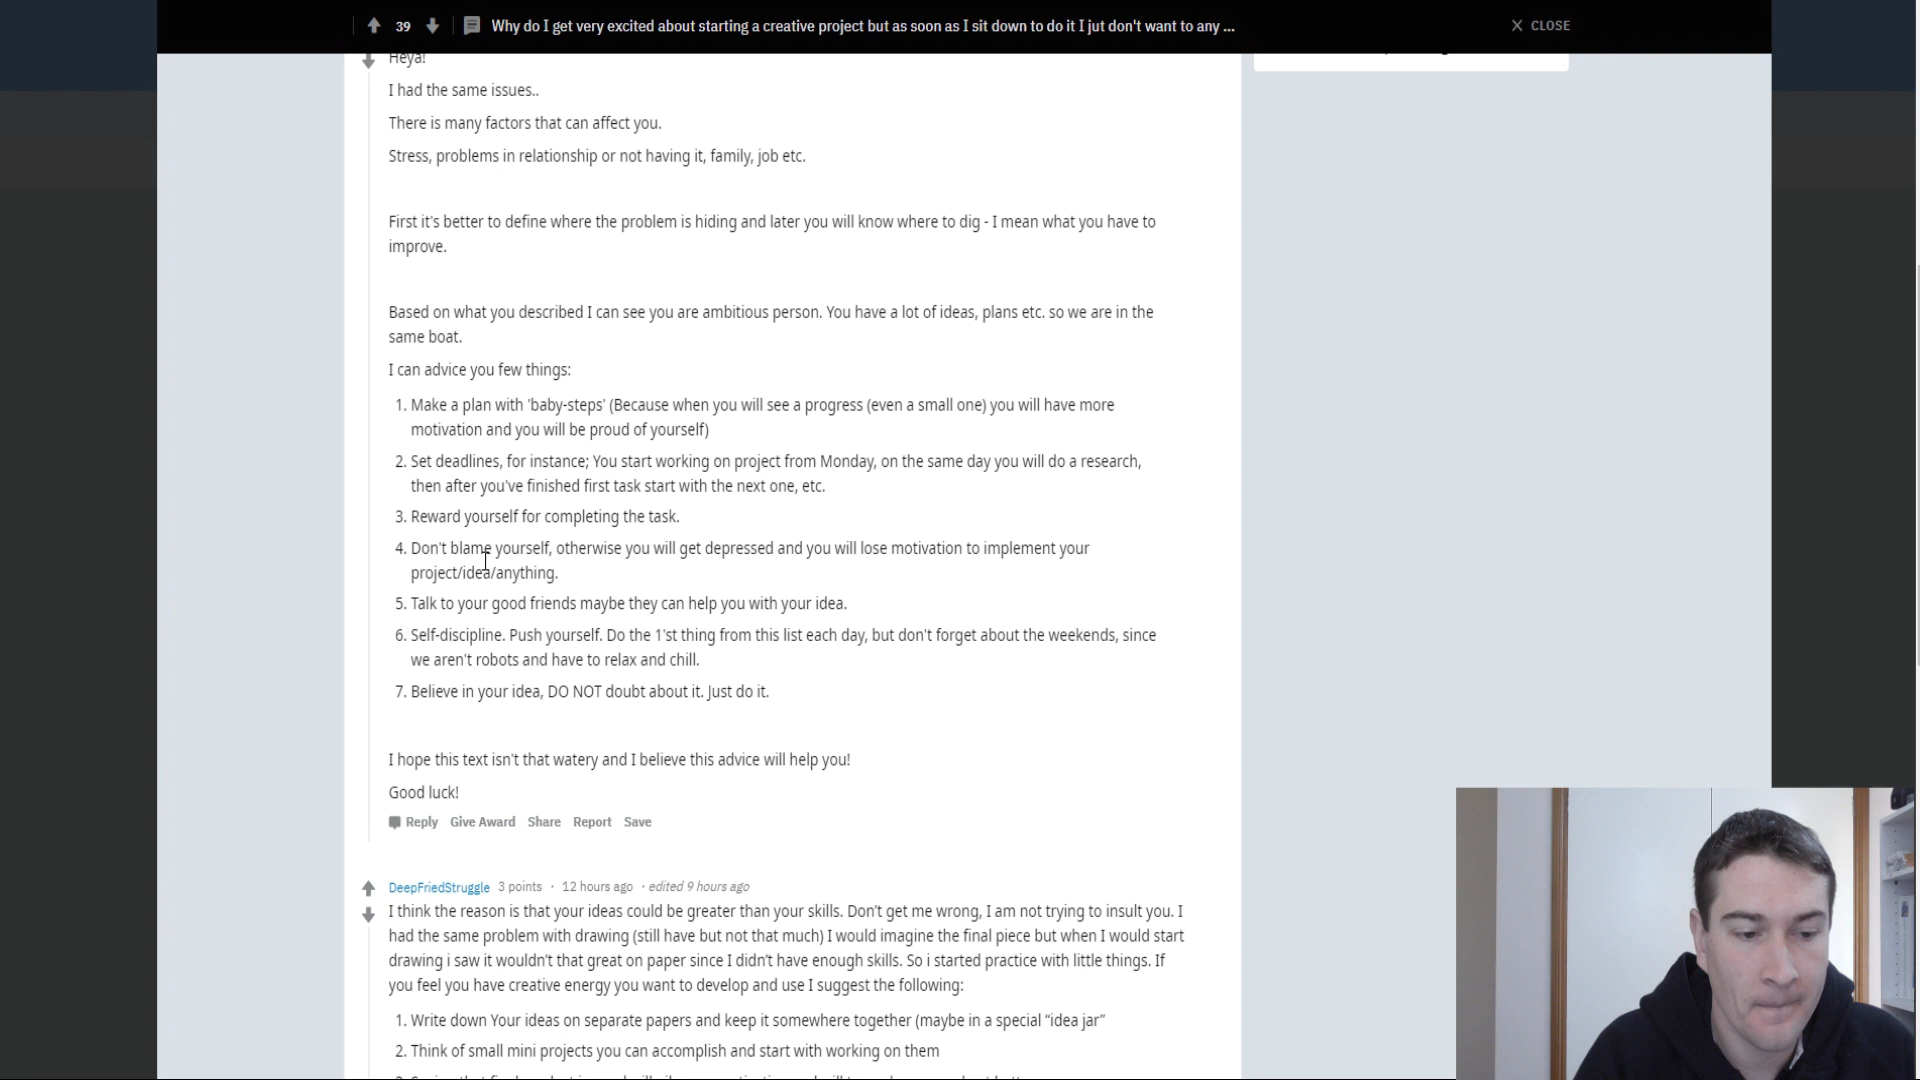 39
Why do I get very excited about starting a creative project but as soon as I sit down to do it I jut don't want to any ...
CLOSE
Heya!
I had the same issues..
There is many factors that can affect you.
Stress, problems in relationship or not having it, family, job etc.
First it's better to define where the problem is hiding and later you will know where to dig - I mean what you have to
improve.
Based on what you described I can see you are ambitious person. You have a lot of ideas, plans etc. so we are in the
same boat.
I can advice you few things:
1. Make a plan with 'baby-steps' (Because when you will see a progress (even a small one) you will have more
motivation and you will be proud of yourself)
2. Set deadlines, for instance; You start working on project from Monday, on the same day you will do a research,
then after you've finished first task start with the next one, etc.
3. Reward yourself for completing the task.
4. Don't blame yourself, otherwise you will get depressed and you will lose motivation to implement your
project/idea/anything.
5. Talk to your good friends maybe they can help you with your idea.
6. Self-discipline. Push yourself. Do the 1'st thing from this list each day, but don't forget about the weekends, since
we aren't robots and have to relax and chill.
7. Believe in your idea, DO NOT doubt about it. Just do it.
I hope this text isn't that watery and I believe this advice will help you!
Good luck!
Reply Give Award Share Report Save
DeepFriedStruggle 3 points · 12 hours ago · edited 9 hours ago
I think the reason is that your ideas could be greater than your skills. Don’t get me wrong, I am not trying to insult you. I
had the same problem with drawing (still have but not that much) I would imagine the final piece but when I would start
drawing i saw it wouldn’t that great on paper since I didn’t have enough skills. So i started practice with little things. If
you feel you have creative energy you want to develop and use I suggest the following:
1. Write down Your ideas on separate papers and keep it somewhere together (maybe in a special “idea jar”
2. Think of small mini projects you can accomplish and start with working on them